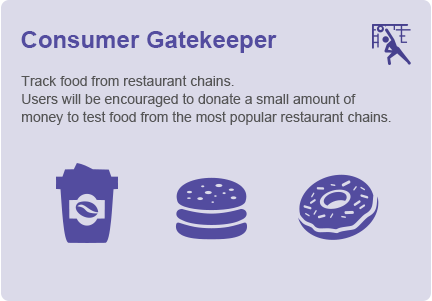 Consumer Gatekeeper
Track food from restaurant chains.
Users will be encouraged to donate a small amount of
money to test food from the most popular restaurant chains.